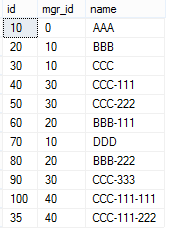 id mgr_id name
10 0 AAA
20 10 BBB
30 10 CCC
40 30 CCC-111
50 30 CCC-222
60 20 BBB-111
70 10 DDD
80 20 BBB-222
90 30 CCC-333
100 40 CCC-111-111
35 40 CCC-111-222